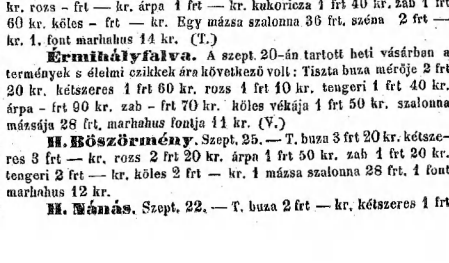 kr. rozs - frt — kr. árpa 1 frt — kr. kukoricza 1 frt 40 kr. zab 1 frt
60 kr. köles - frt — kr. Egy mázsa szalonna 36 frt, széna 2 frt —
kr. 1. font marhahus 14 kr. (T.)
Érmihályfalva. A szept. 20-án tartott heti vásárban a
termények s élelmi czikkek ára következő volt: Tiszta buza mérője 2 frt
20 kr. kétszeres 1 frt 60 kr. rozs 1 frt 10 kr. tengeri 1 frt 40 kr.
árpa - frt 90 kr. zab - frt 70 kr. köles vékája 1 frt 50 kr. szalonna
mázsája 28 frt. marhahus fontja 11 kr. (V.)
H. Böszörmény. Szept. 25. — T. buza 3 frt 20 kr. kétsze-
res 3 frt — kr. rozs 2 frt 20 kr. árpa 1 frt 50 kr. zab 1 frt 20 kr.
tengeri 2 frt — kr. köles 2 frt — kr. 1 mázsa szalonna 28 frt. 1 font
marhahus 12 kr.
H. Nánás. Szept. 22. — T. buza 2 frt — kr. kétszeres 1 frt